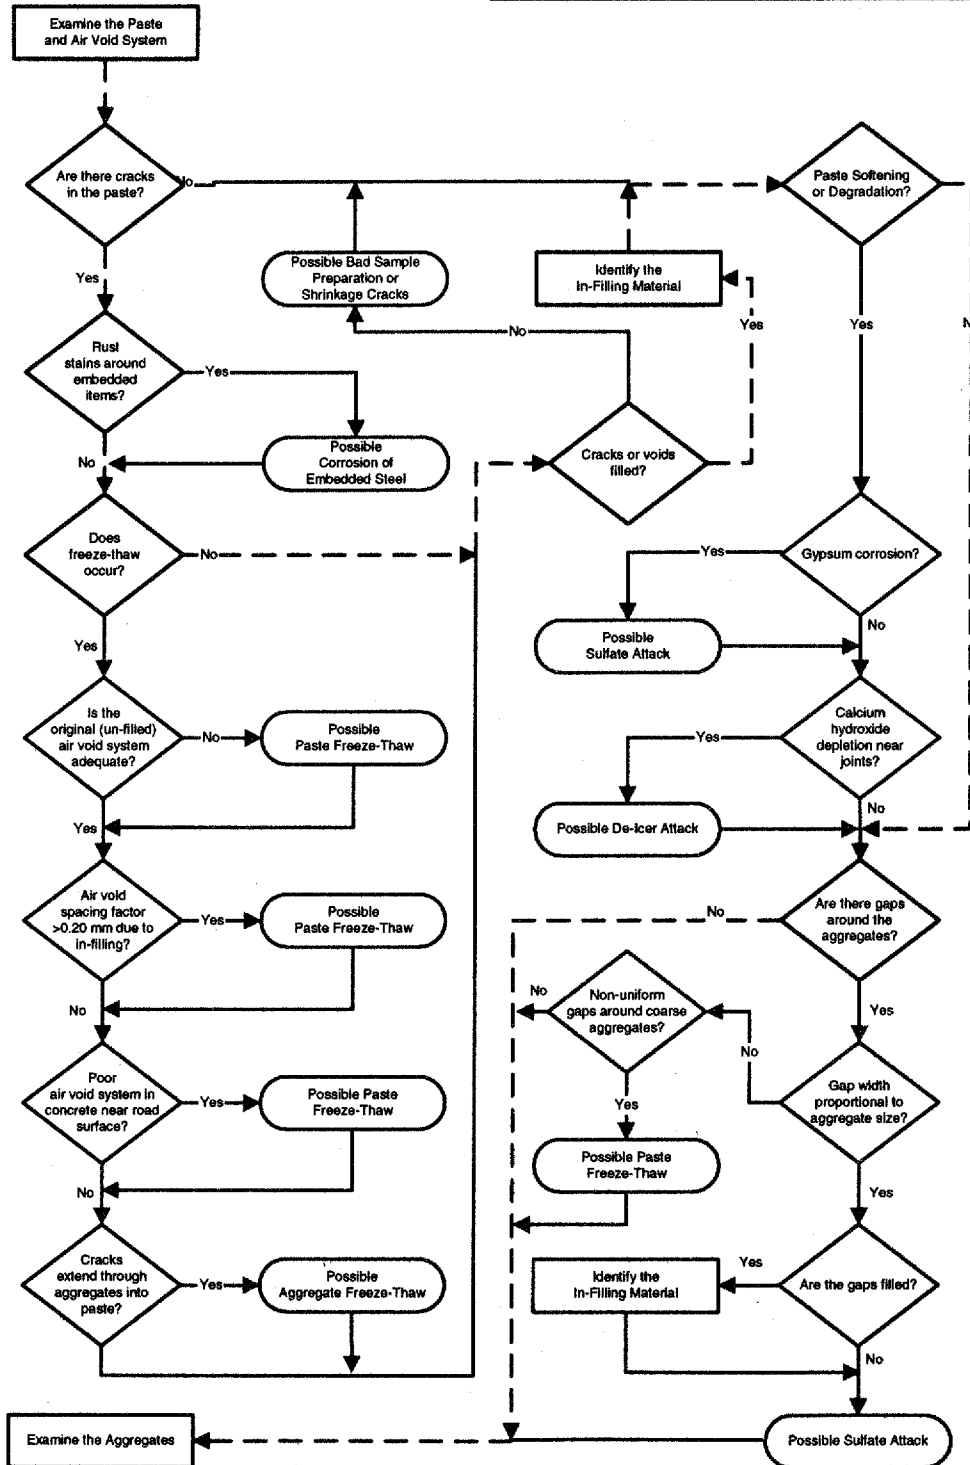 Examine the Paste
and Air Void System
Are there cracks
in the paste?
No
Paste Softening
or Degradation?
Possible Bad Sample
Preparation or
Shrinkage Cracks
Identify the
In-Filling Material
Yes
No
Yes
Yes
Rust
stains around
embedded
items?
Yes
No
Possible
Corrosion of
Embedded Steel
Cracks or voids
filled?
Does
freeze-thaw
occur?
No
Yes
Gypsum corrosion?
Yes
No
Possible
Sulfate Attack
Is the
original (un-filled)
air void system
adequate?
No
Possible
Paste Freeze-Thaw
Yes
Calcium
hydroxide
depletion near
joints?
Yes
No
Possible De-Icer Attack
Air void
spacing factor
>0.20 mm due to
in-filling?
Yes
Possible
Paste Freeze-Thaw
No
Are there gaps
around the
aggregates?
No
Yes
Non-uniform
gaps around coarse
aggregates?
No
No
Yes
Poor
air void system in
concrete near road
surface?
Yes
Possible Paste
Freeze-Thaw
No
Gap width
proportional to
aggregate size?
Yes
Possible Paste
Freeze-Thaw
Cracks
extend through
aggregates into
paste?
Yes
Possible
Aggregate Freeze-Thaw
Identify the
In-Filling Material
Yes
Are the gaps filled?
No
Examine the Aggregates
Possible Sulfate Attack